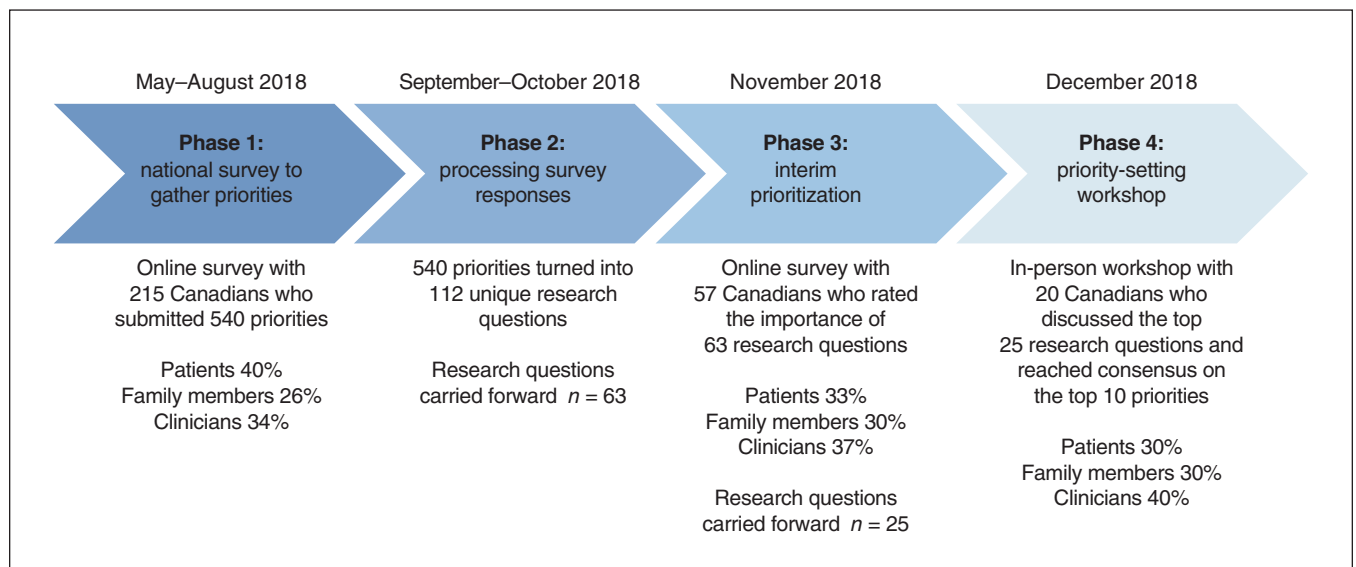 May–August 2018
Phase 1:
national survey to
gather priorities
Online survey with
215 Canadians who
submitted 540 priorities
Patients 40%
Family members 26%
Clinicians 34%
September–October 2018
Phase 2:
processing survey
responses
540 priorities turned into
112 unique research
questions
Research questions
carried forward n = 63
November 2018
Phase 3:
interim
prioritization
Online survey with
57 Canadians who rated
the importance of
63 research questions
Patients 33%
Family members 30%
Clinicians 37%
Research questions
carried forward n = 25
December 2018
Phase 4:
priority-setting
workshop
In-person workshop with
20 Canadians who
discussed the top
25 research questions and
reached consensus on
the top 10 priorities
Patients 30%
Family members 30%
Clinicians 40%